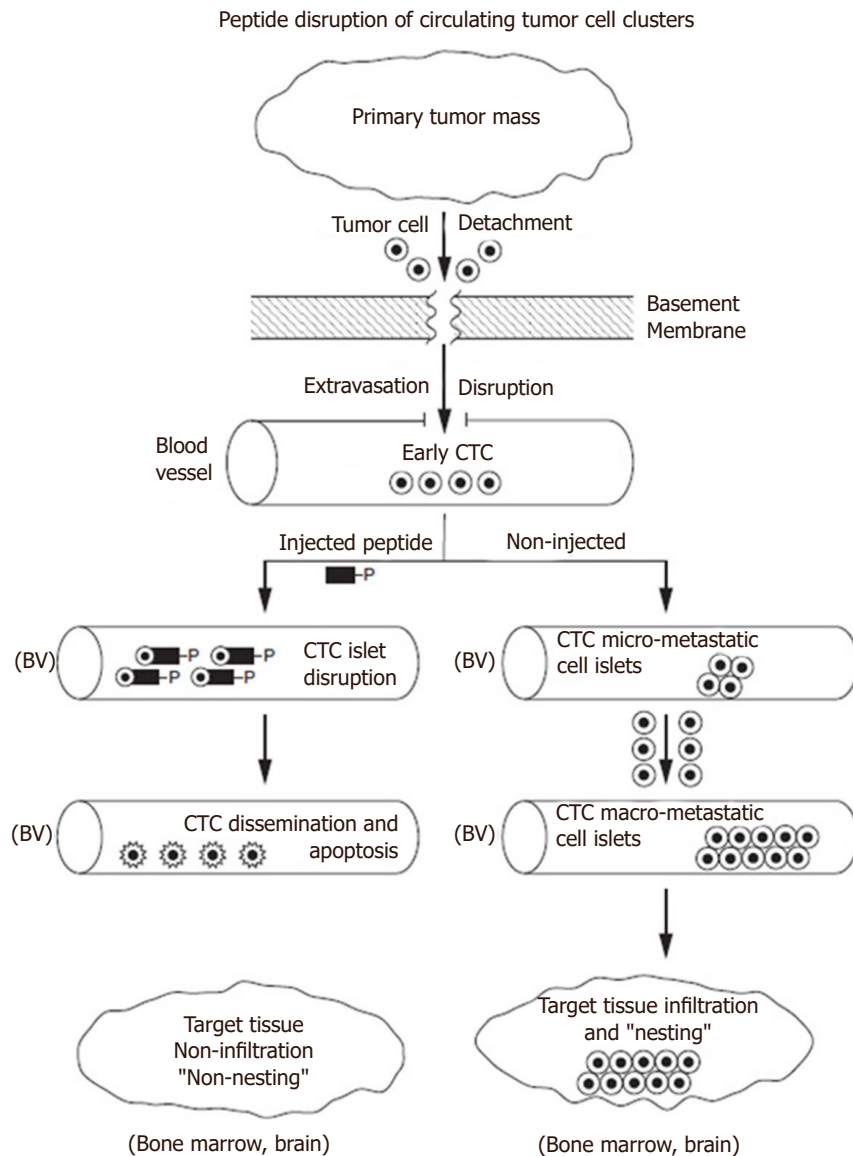 Peptide disruption of circulating tumor cell clusters
Primary tumor mass
Tumor cell
Detachment
Basement
Membrane
Extravasation
Disruption
Blood
vessel
Early CTC
Injected peptide
Non-injected
P
(BV)
P
P
P
P
CTC islet
disruption
(BV)
CTC micro-metastatic
cell islets
(BV)
CTC dissemination and
apoptosis
(BV)
CTC macro-metastatic
cell islets
Target tissue
Non-infiltration
"Non-nesting"
Target tissue infiltration
and "nesting"
(Bone marrow, brain)
(Bone marrow, brain)